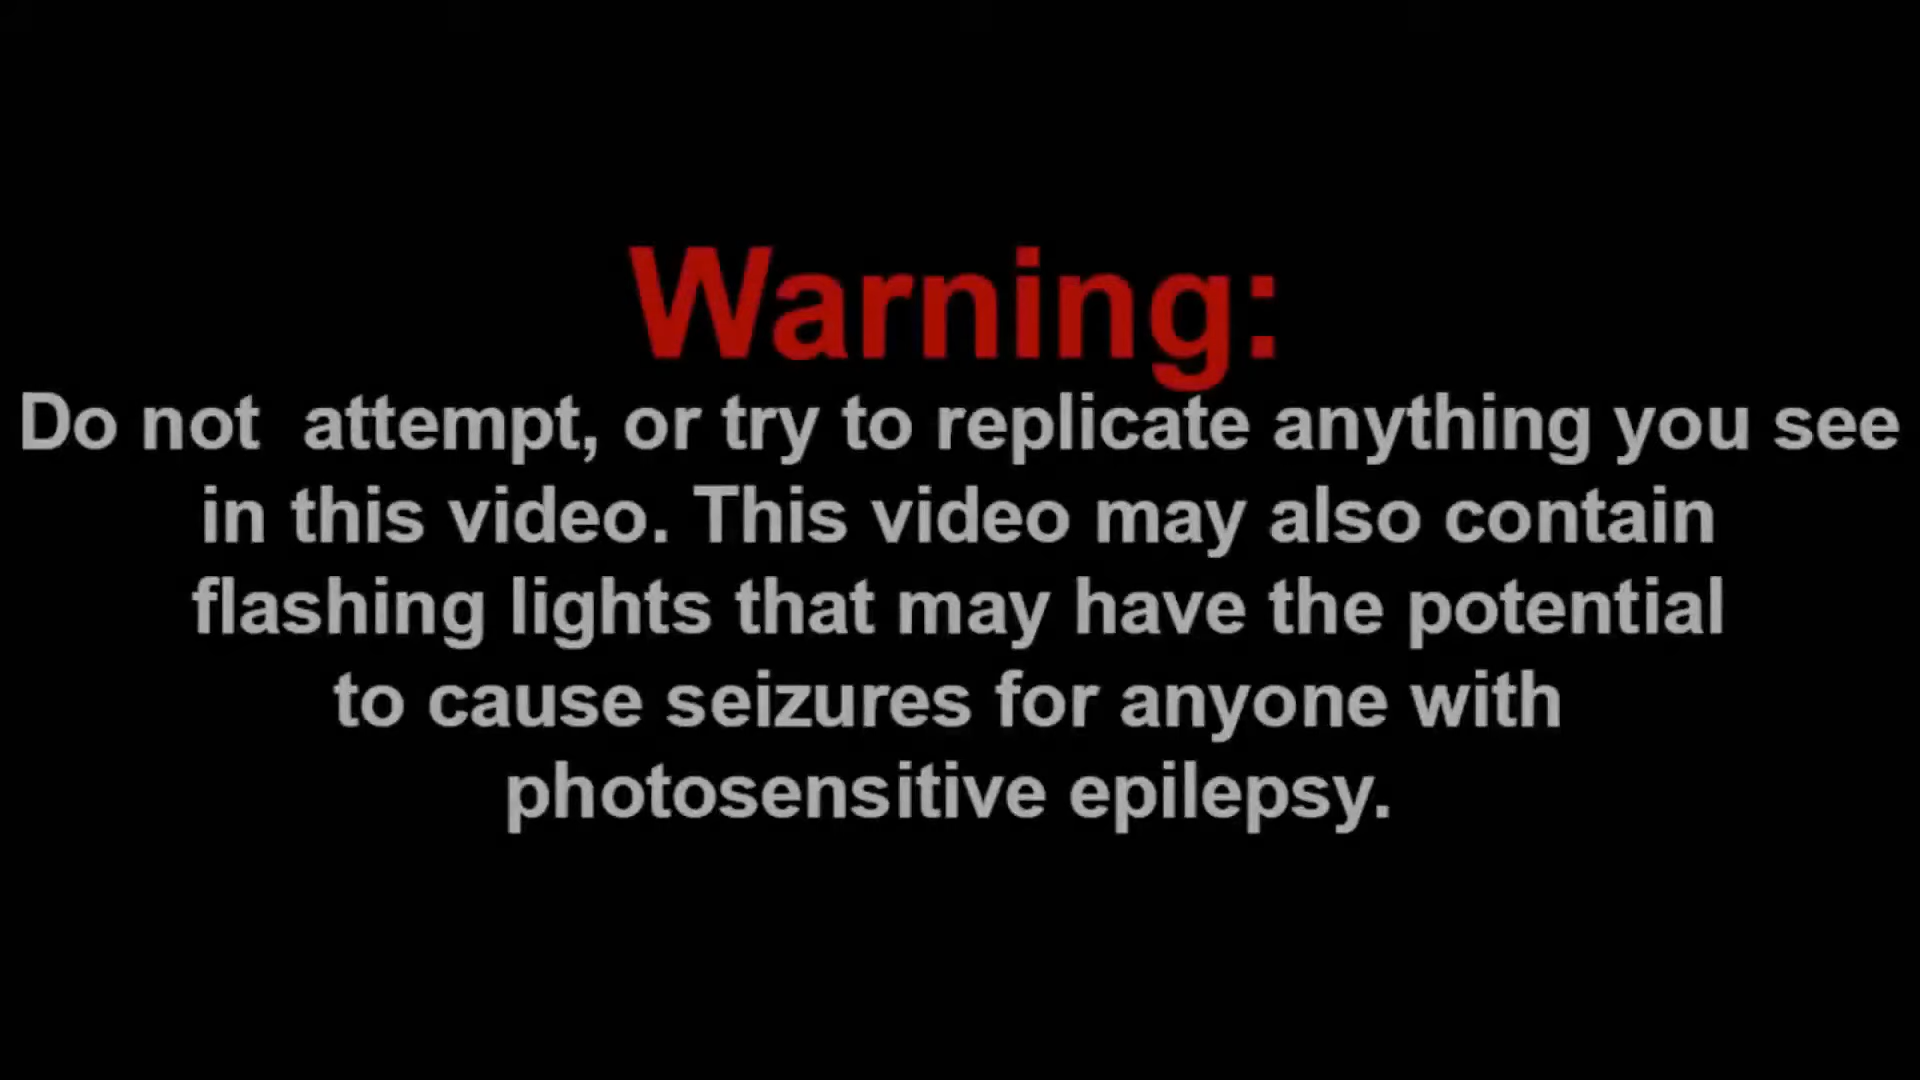 Warning:
Do not  attempt, or try to replicate anything you see
in this video. This video may also contain
flashing lights that may have the potential
to cause seizures for anyone with
photosensitive epilepsy.